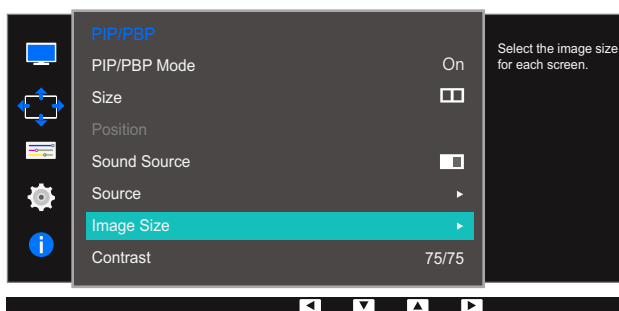 PIP/PBP
PIP/PBP Mode On
Size
Position
Sound Source
Source
Image Size
Contrast 75/75
Select the image size
for each screen.